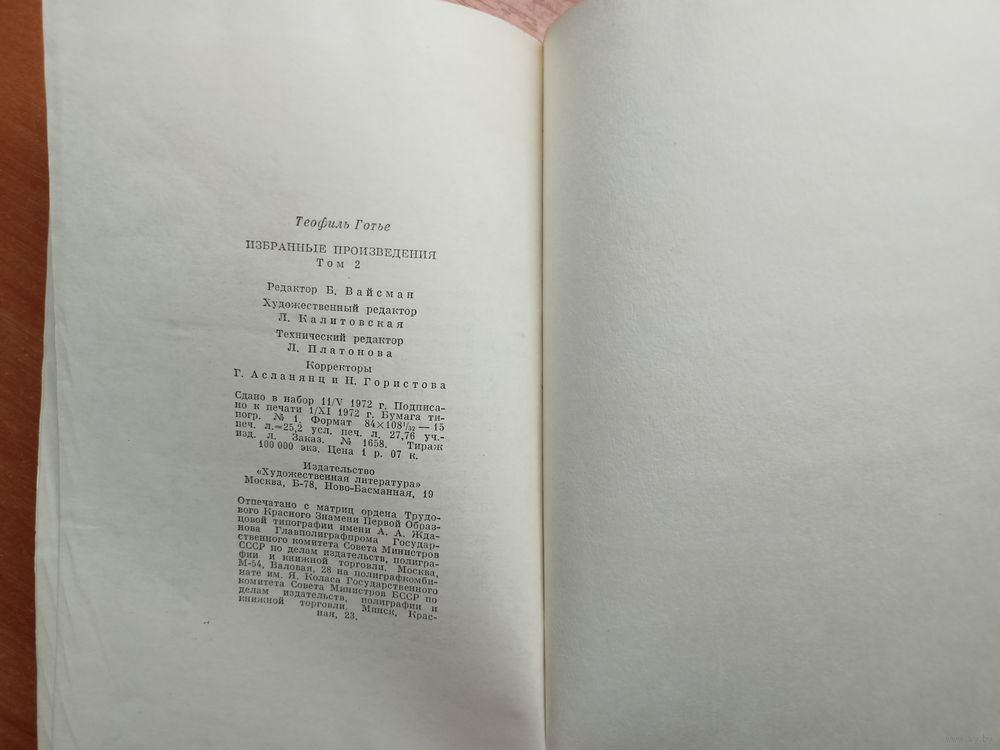 Теофиль Готье
ИЗБРАННЫЕ ПРОИЗВЕДЕНИЯ
Том 2
Редактор Б. Вайсман
Художественный редактор
Л. Калитовская
Технический редактор
Л. Платонова
Корректоры
Г. Асланянц и Н. Гористова
Сдано в набор 11/V 1972 г. Подписа-
но к печати 1/XI 1972 г. Бумага ти-
погр. № 1. Формат 84×108¹/₃₂ — 15
печ. л.=25,2 усл. печ. л. 27,76 уч.-
изд. л. Заказ. № 1658. Тираж
100 000 экз. Цена 1 р. 07 к.
Издательство
«Художественная литература»
Москва, Б-78, Ново-Басманная, 19
Отпечатано с матриц ордена Трудо-
вого Красного Знамени Первой Образ-
цовой типографии имени А. А. Жда-
нова Главполиграфпрома Государ-
ственного комитета Совета Министров
СССР по делам издательств, полигра-
фии и книжной торговли. Москва,
М-54, Валовая, 28 на полиграфкомби-
нате им. Я. Коласа Государственного
комитета Совета Министров БССР по
делам издательств, полиграфии и
книжной торговли, Минск, Крас-
ная, 23.